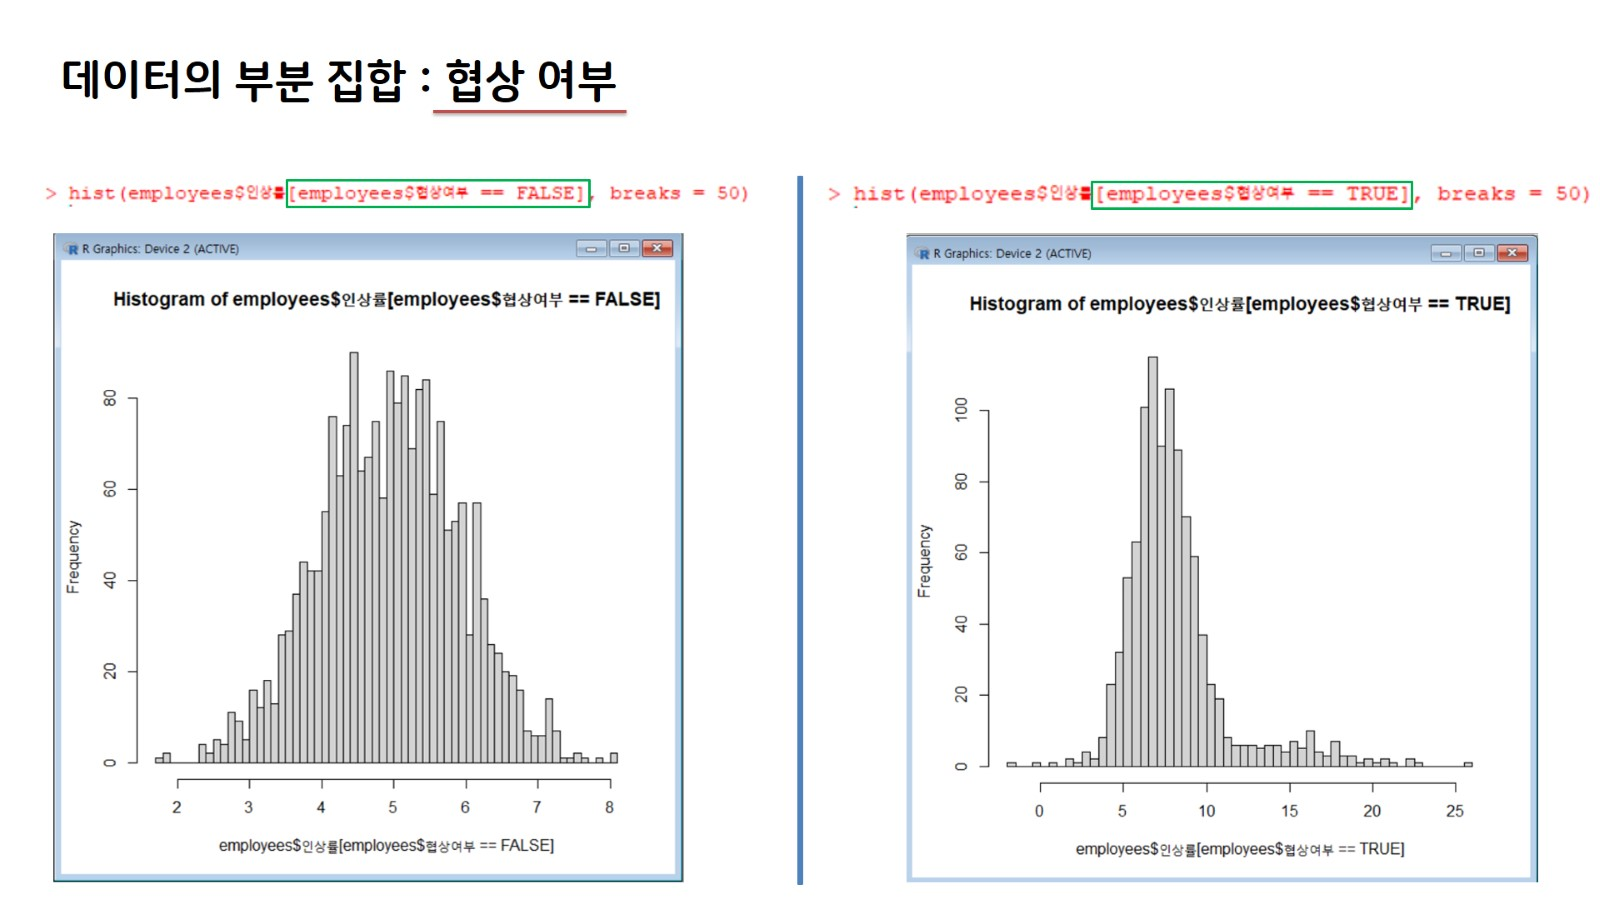 데이터의 부분 집합 : 협상 여부
> hist(employees$인상률[employees$협상여부 == FALSE], breaks = 50)
R Graphics: Device 2 (ACTIVE)
Histogram of employees$인상률[employees$협상여부 == FALSE]
Frequency
80
60
40
20
0
2 3 4 5 6 7 8
employees$인상률[employees$협상여부 == FALSE]
> hist(employees$인상률[employees$협상여부 == TRUE], breaks = 50)
R Graphics: Device 2 (ACTIVE)
Histogram of employees$인상률[employees$협상여부 == TRUE]
Frequency
100
80
60
40
20
0
0 5 10 15 20 25
employees$인상률[employees$협상여부 == TRUE]